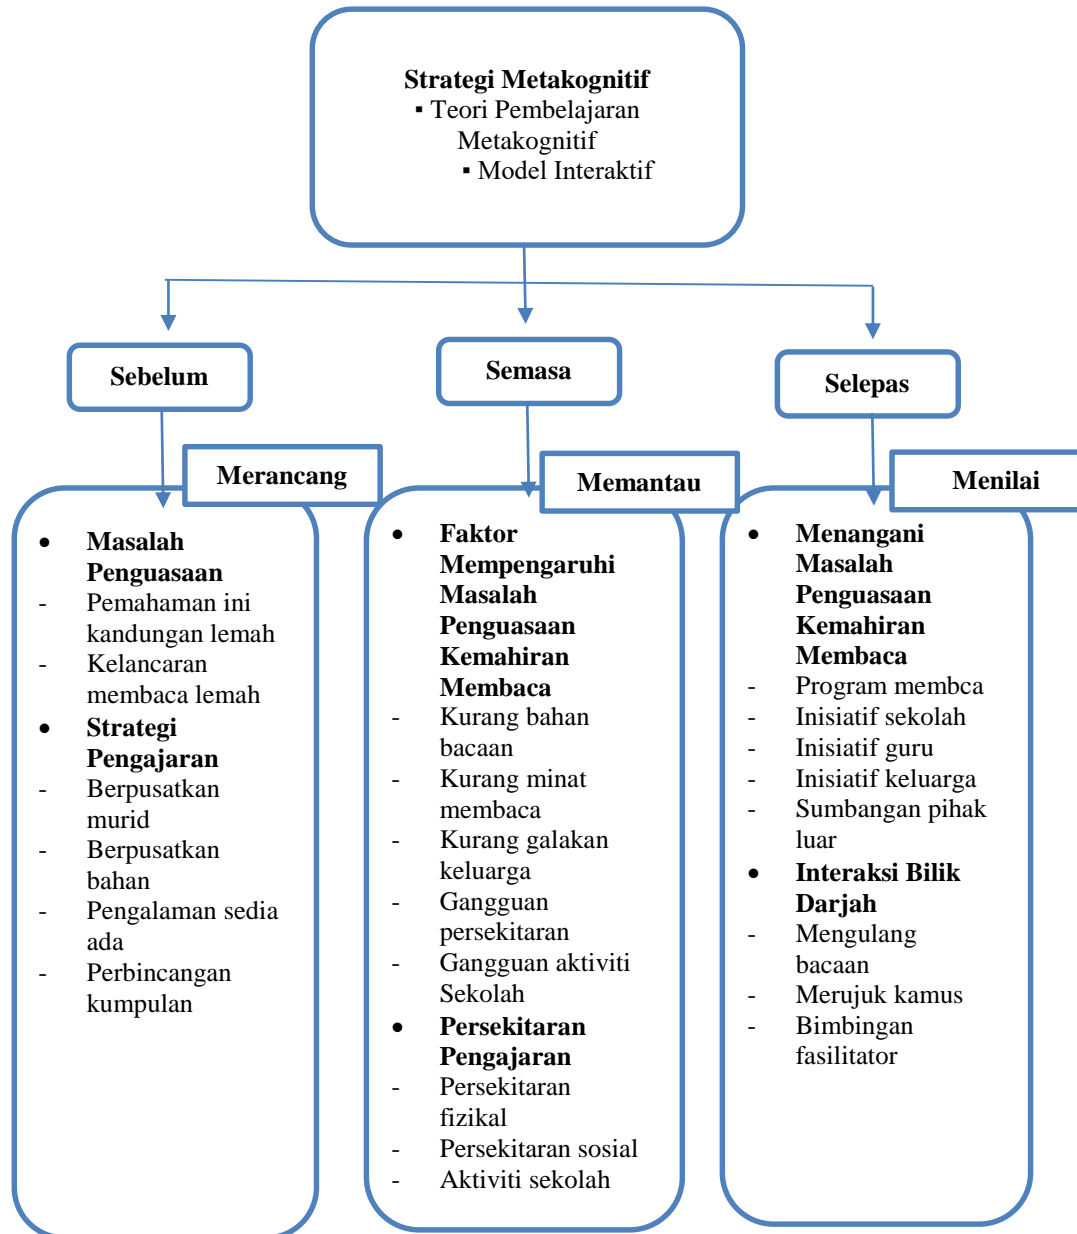 Strategi Metakognitif
▪ Teori Pembelajaran
Metakognitif
▪ Model Interaktif
Sebelum
Semasa
Selepas
Merancang
• Masalah
Penguasaan
- Pemahaman ini
kandungan lemah
- Kelancaran
membaca lemah
• Strategi
Pengajaran
- Berpusatkan
murid
- Berpusatkan
bahan
- Pengalaman sedia
ada
- Perbincangan
kumpulan
Memantau
• Faktor
Mempengaruhi
Masalah
Penguasaan
Kemahiran
Membaca
- Kurang bahan
bacaan
- Kurang minat
membaca
- Kurang galakan
keluarga
- Gangguan
persekitaran
- Gangguan aktiviti
Sekolah
• Persekitaran
Pengajaran
- Persekitaran
fizikal
- Persekitaran sosial
- Aktiviti sekolah
Menilai
• Menangani
Masalah
Penguasaan
Kemahiran
Membaca
- Program membca
- Inisiatif sekolah
- Inisiatif guru
- Inisiatif keluarga
- Sumbangan pihak
luar
• Interaksi Bilik
Darjah
- Mengulang
bacaan
- Merujuk kamus
- Bimbingan
fasilitator